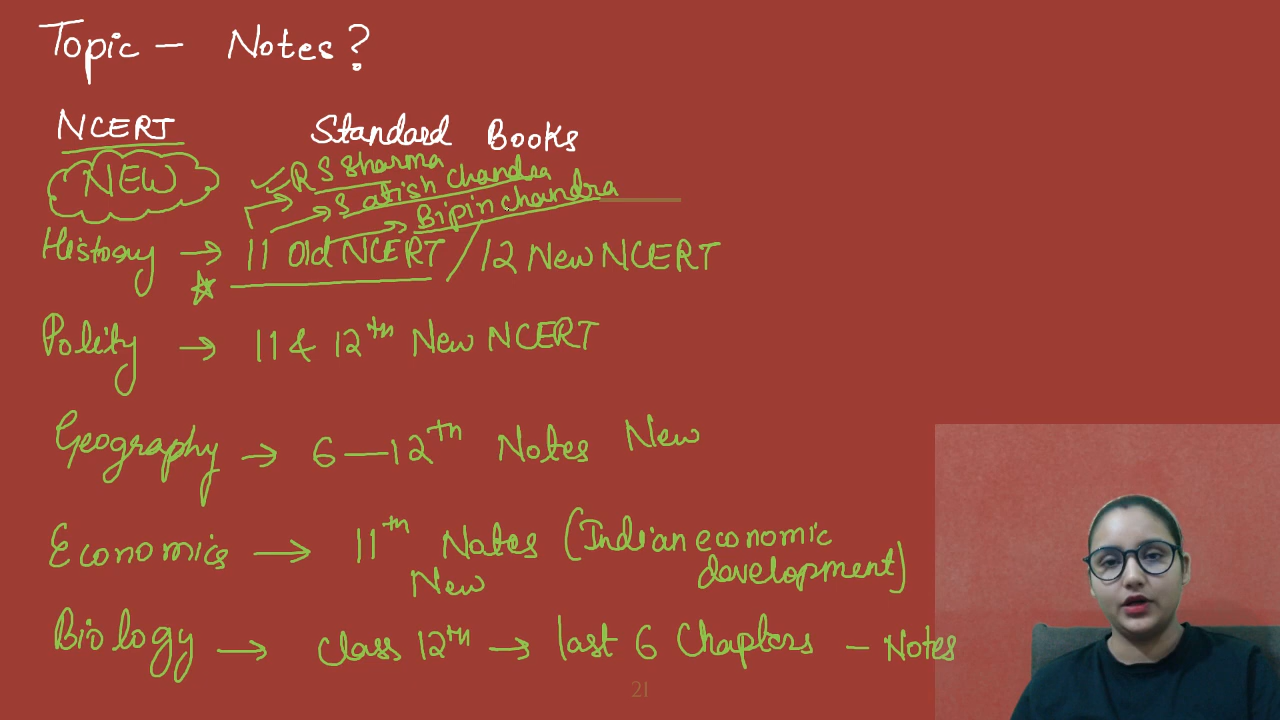 Topic - Notes?
NCERT Standard Books
NEW
R S Sharma
Satish Chandra
Bipin chandra
History → 11 Old NCERT / 12 New NCERT
Polity → 11 & 12th New NCERT
Geography → 6-12th Notes New
Economics → 11th Notes (Indian economic
New development)
Biology → class 12th → last 6 Chapters - Notes
21